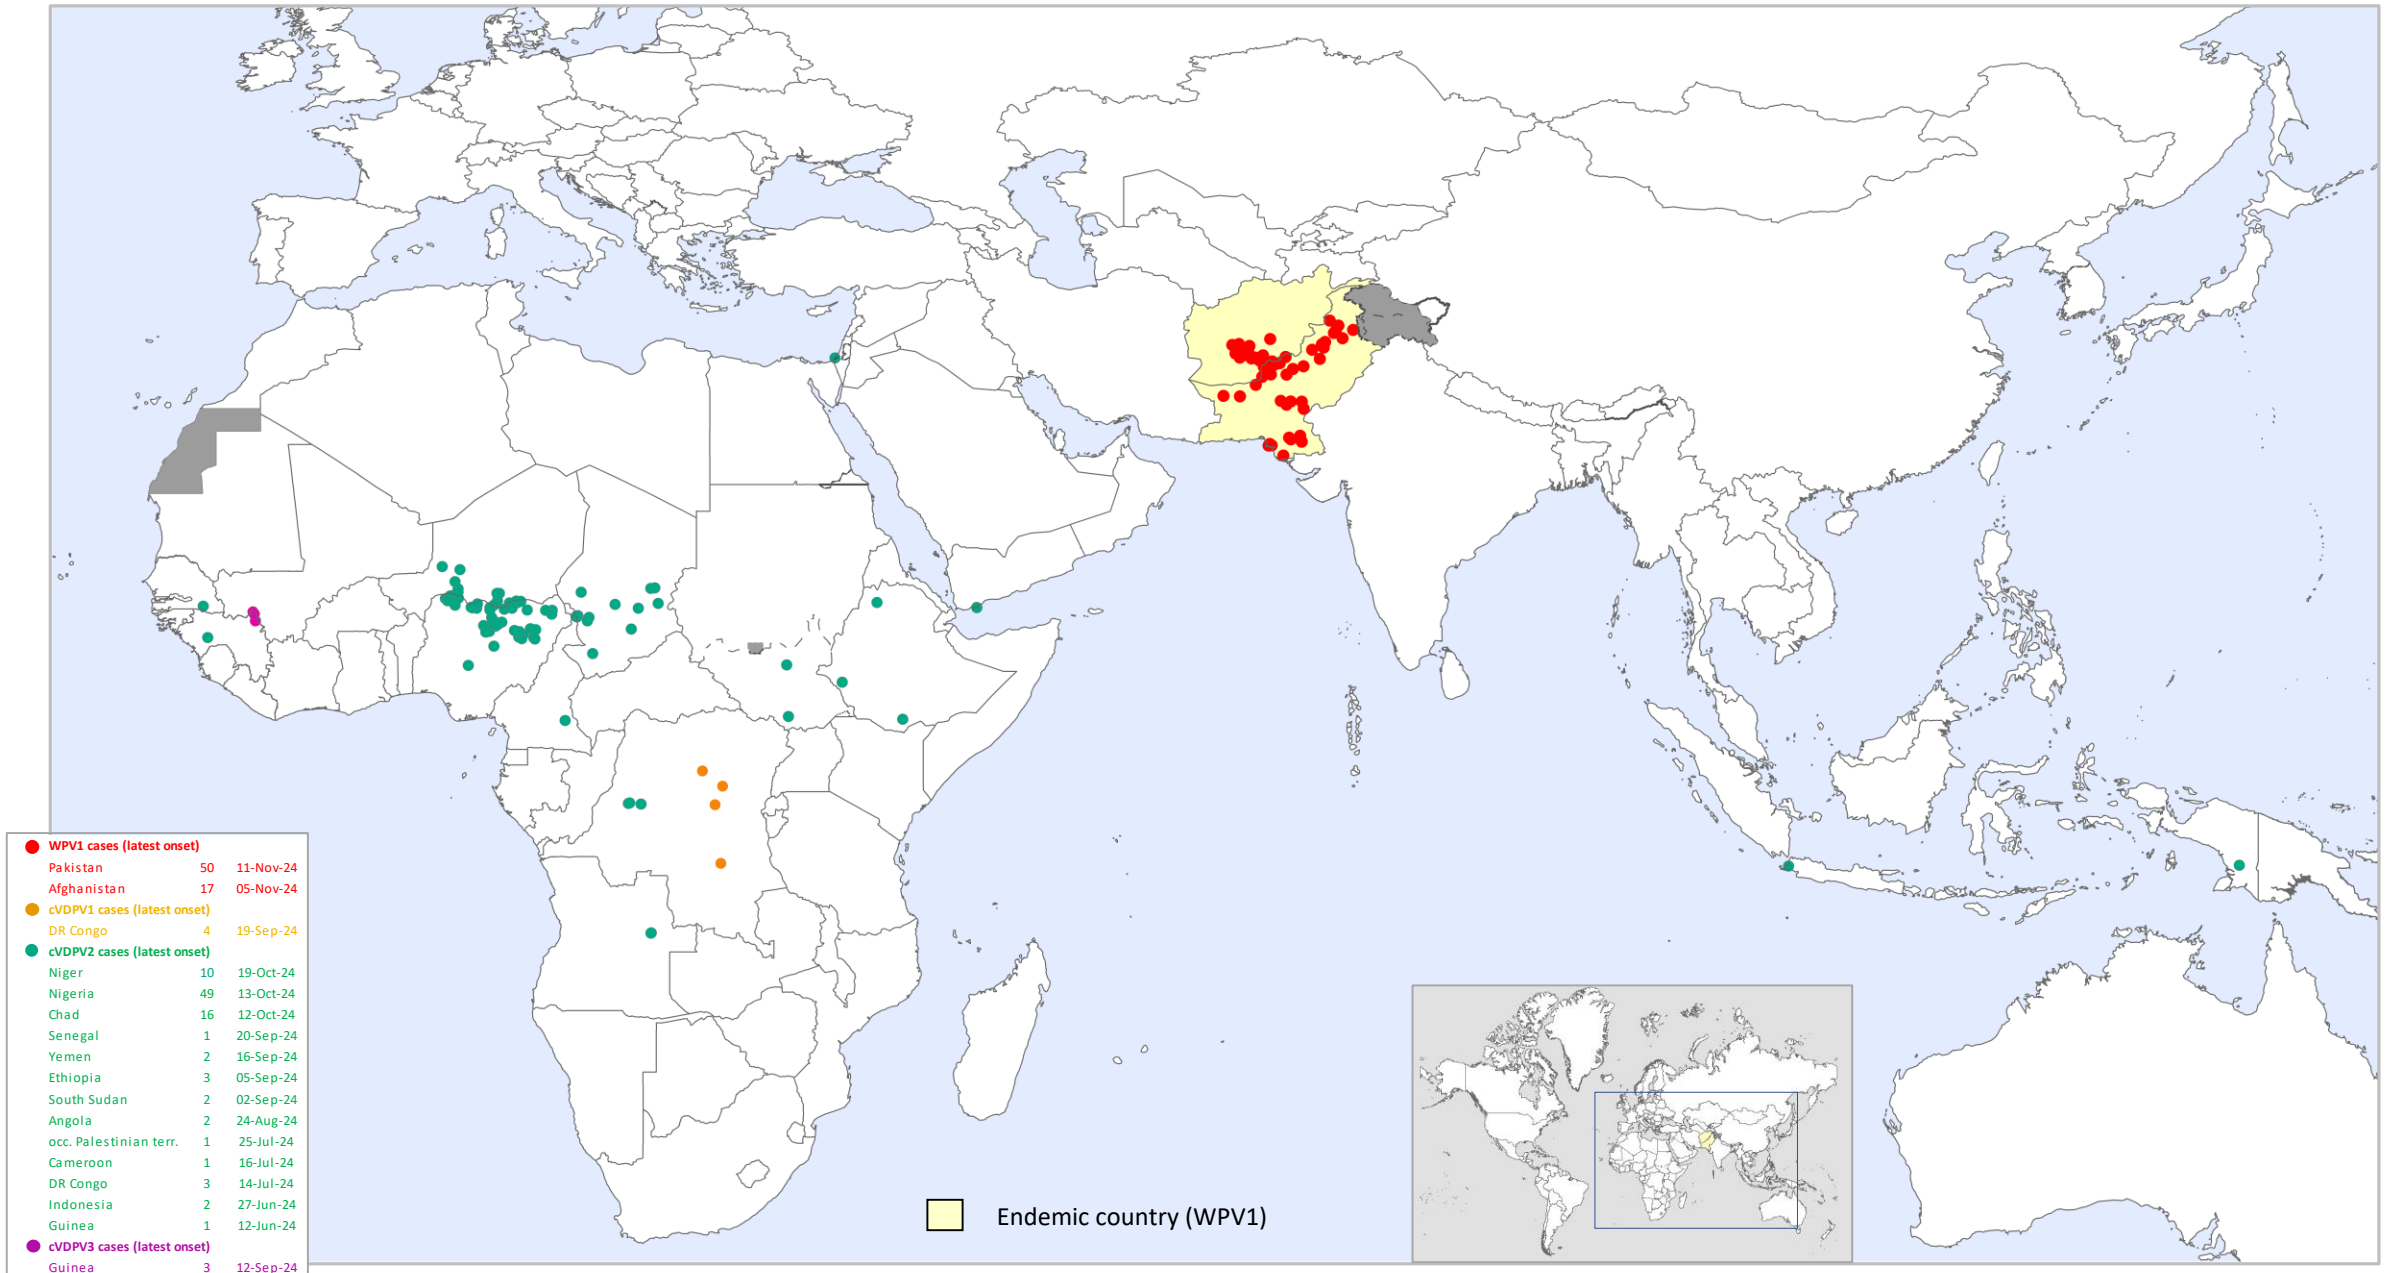 WPV1 cases (latest onset)
Pakistan 50 11-Nov-24
Afghanistan 17 05-Nov-24
cVDPV1 cases (latest onset)
DR Congo 4 19-Sep-24
cVDPV2 cases (latest onset)
Niger 10 19-Oct-24
Nigeria 49 13-Oct-24
Chad 16 12-Oct-24
Senegal 1 20-Sep-24
Yemen 2 16-Sep-24
Ethiopia 3 05-Sep-24
South Sudan 2 02-Sep-24
Angola 2 24-Aug-24
occ. Palestinian terr. 1 25-Jul-24
Cameroon 1 16-Jul-24
DR Congo 3 14-Jul-24
Indonesia 2 27-Jun-24
Guinea 1 12-Jun-24
cVDPV3 cases (latest onset)
Guinea 3 12-Sep-24
Endemic country (WPV1)